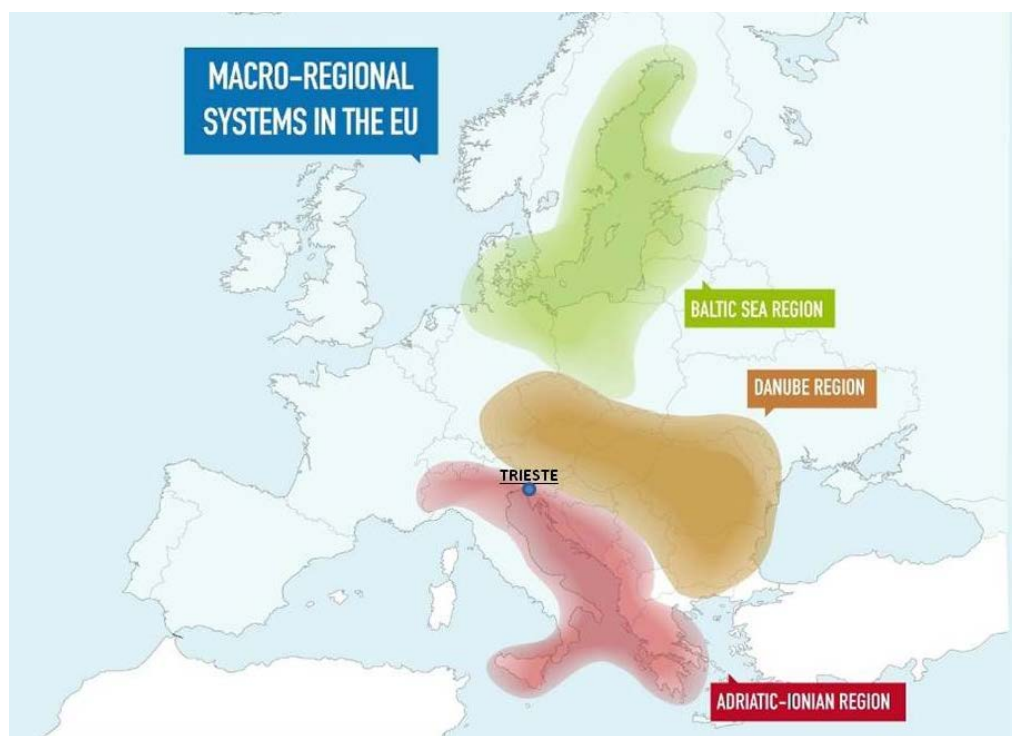 MACRO-REGIONAL
SYSTEMS IN THE EU
BALTIC SEA REGION
DANUBE REGION
TRIESTE
ADRIATIC-IONIAN REGION